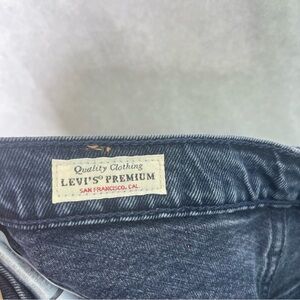 Quality Clothing
LEVI'S® PREMIUM
SAN FRANCISCO, CAL